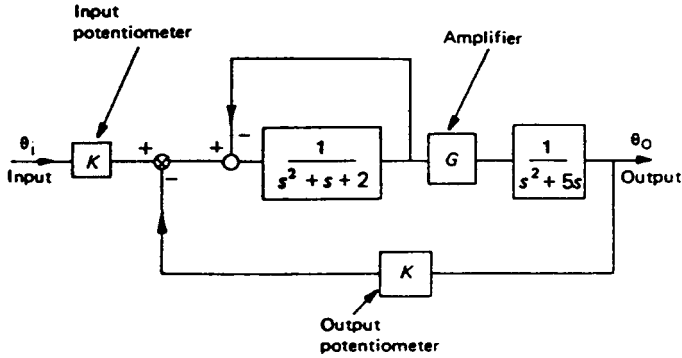 Input
potentiometer
Amplifier
θi
Input
K
+
−
+
−
1
s² + s + 2
G
1
s² + 5s
θO
Output
K
Output
potentiometer